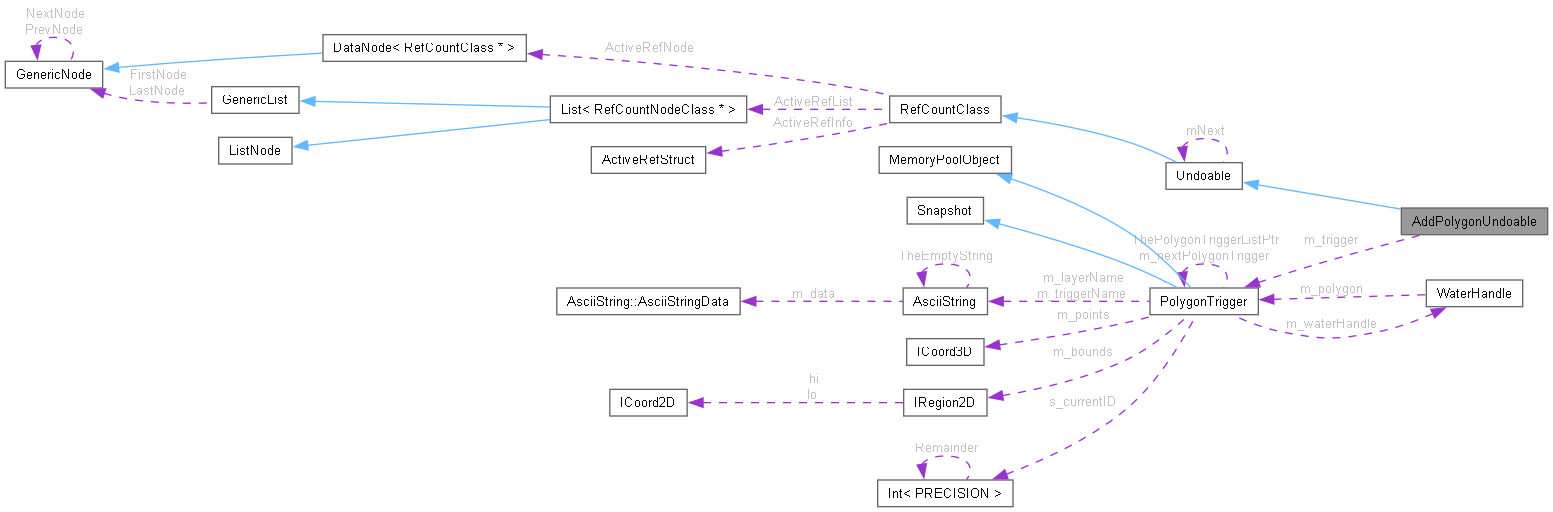 NextNode
PrevNode
DataNode< RefCountClass * >
ActiveRefNode
GenericNode
FirstNode
LastNode
GenericList
List< RefCountNodeClass * >
ActiveRefList
ActiveRefInfo
RefCountClass
ListNode
ActiveRefStruct
mNext
MemoryPoolObject
Undoable
Snapshot
AddPolygonUndoable
ThePolygonTriggerListPtr
m_nextPolygonTrigger
m_trigger
TheEmptyString
m_layerName
m_triggerName
AsciiString::AsciiStringData
m_data
AsciiString
PolygonTrigger
m_polygon
WaterHandle
m_points
m_waterHandle
ICoord3D
m_bounds
hi
lo
ICoord2D
IRegion2D
s_currentID
Remainder
Int< PRECISION >